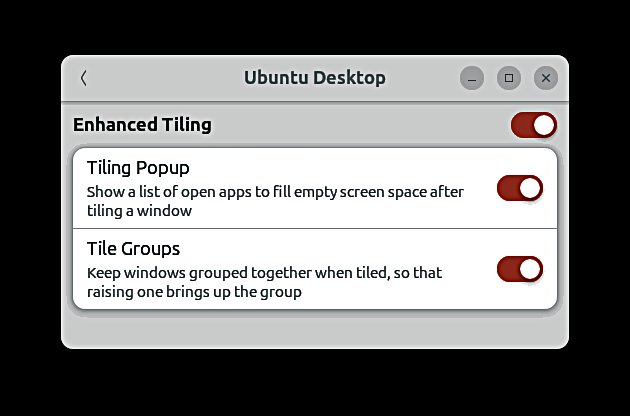 Ubuntu Desktop
Enhanced Tiling
Tiling Popup
Show a list of open apps to fill empty screen space after
tiling a window
Tile Groups
Keep windows grouped together when tiled, so that
raising one brings up the group